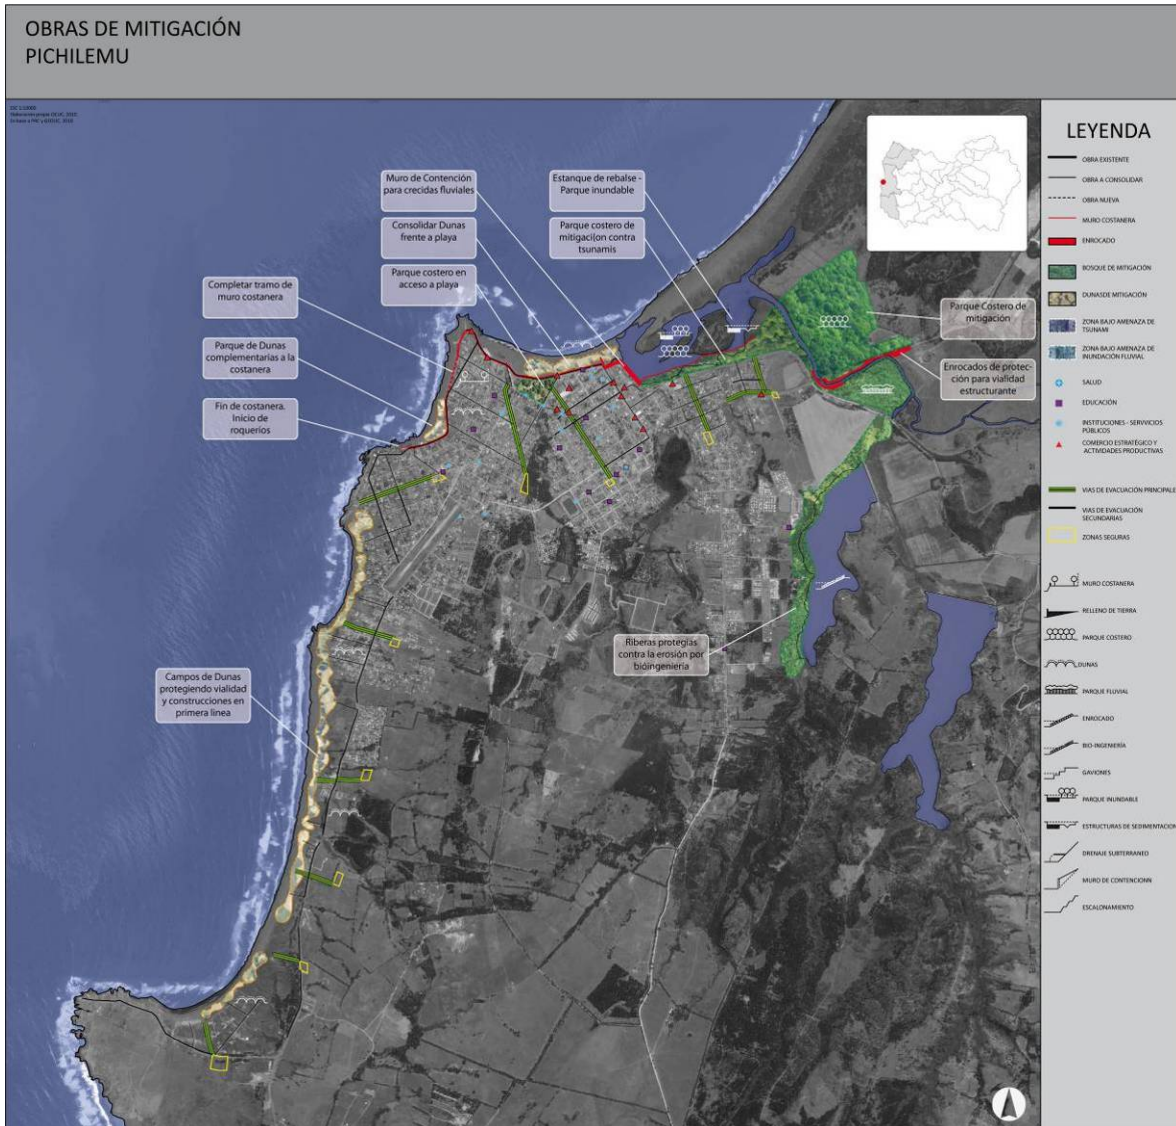 OBRAS DE MITIGACIÓN
PICHILEMU
Muro de Contención
para crecidas fluviales
Estanque de rebalse -
Parque inundable
Consolidar Dunas
frente a playa
Parque costero de
mitigaci{on contra
tsunamis
Parque costero en
acceso a playa
Completar tramo de
muro costanera
Parque Costero de
mitigación
Parque de Dunas
complementarias a la
costanera
Enrocados de protec-
ción para vialidad
estructurante
Fin de costanera.
Inicio de
roqueríos
Riberas protegias
contra la erosión por
bioingeniería
Campos de Dunas
protegiendo vialidad
y construcciones en
primera línea
LEYENDA
OBRA EXISTENTE
OBRA A CONSOLIDAR
OBRA NUEVA
MURO COSTANERA
ENROCADO
BOSQUE DE MITIGACIÓN
DUNASDE MITIGACIÓN
ZONA BAJO AMENAZA DE
TSUNAMI
ZONA BAJO AMENAZA DE
INUNDACIÓN FLUVIAL
SALUD
EDUCACIÓN
INSTITUCIONES - SERVVICIOS
PÚBLICOS
COMERCIO ESTRATÉGICO Y
ACTIVIDADES PRODUCTIVAS
VIAS DE EVACUACIÓN PRINCIPALE
VIAS DE EVACUACIÓN
SECUNDARIAS
ZONAS SEGURAS
MURO COSTANERA
RELLENO DE TIERRA
PARQUE COSTERO
DUNAS
PARQUE FLUVIAL
ENROCADO
BIO-INGENIERÍA
GAVIONES
PARQUE INUNDABLE
ESTRUCTURAS DE SEDIMENTACION
DRENAJE SUBTERRANEO
MURO DE CONTENCIONN
ESCALONAMIENTO